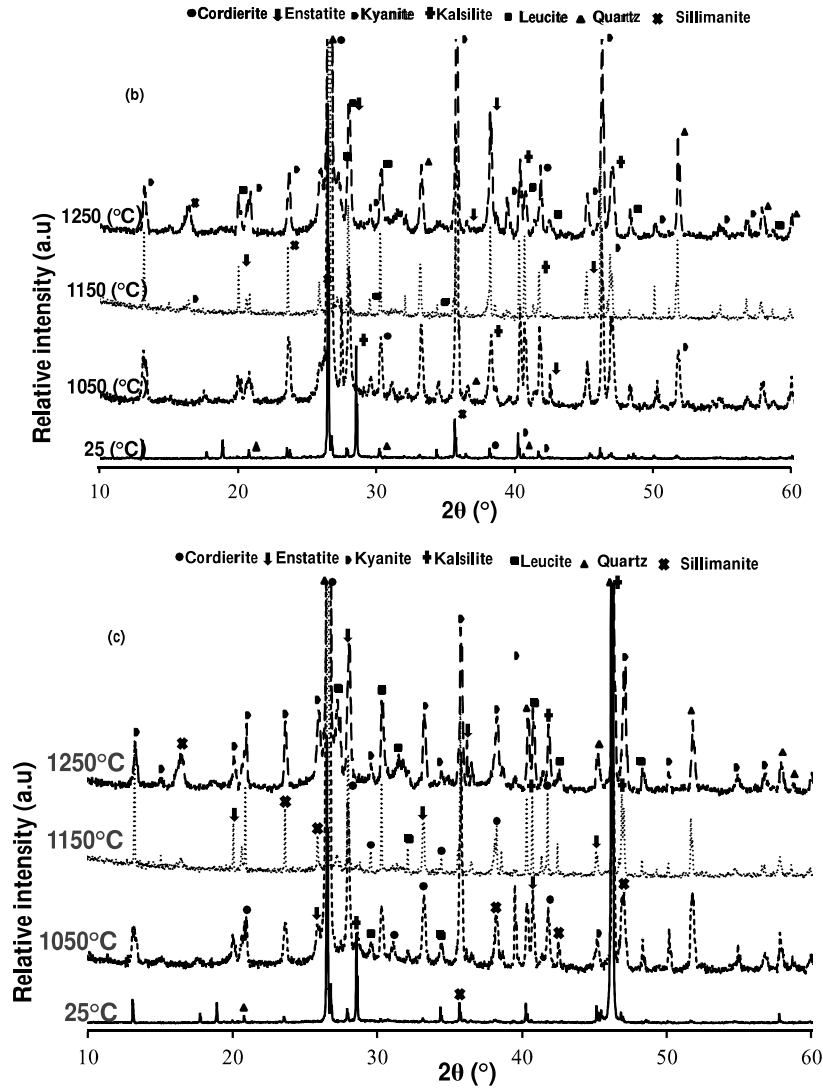 Cordierite Enstatite Kyanite Kalsilite Leucite Quartz Sillimanite
(b)
Relative intensity (a.u)
1250 (°C)
1150 (°C)
1050 (°C)
25 (°C)
10 20 30 40 50 60
2θ (°)
Cordierite Enstatite Kyanite Kalsilite Leucite Quartz Sillimanite
(c)
Relative intensity (a.u)
1250°C
1150°C
1050°C
25°C
10 20 30 40 50 60
2θ (°)